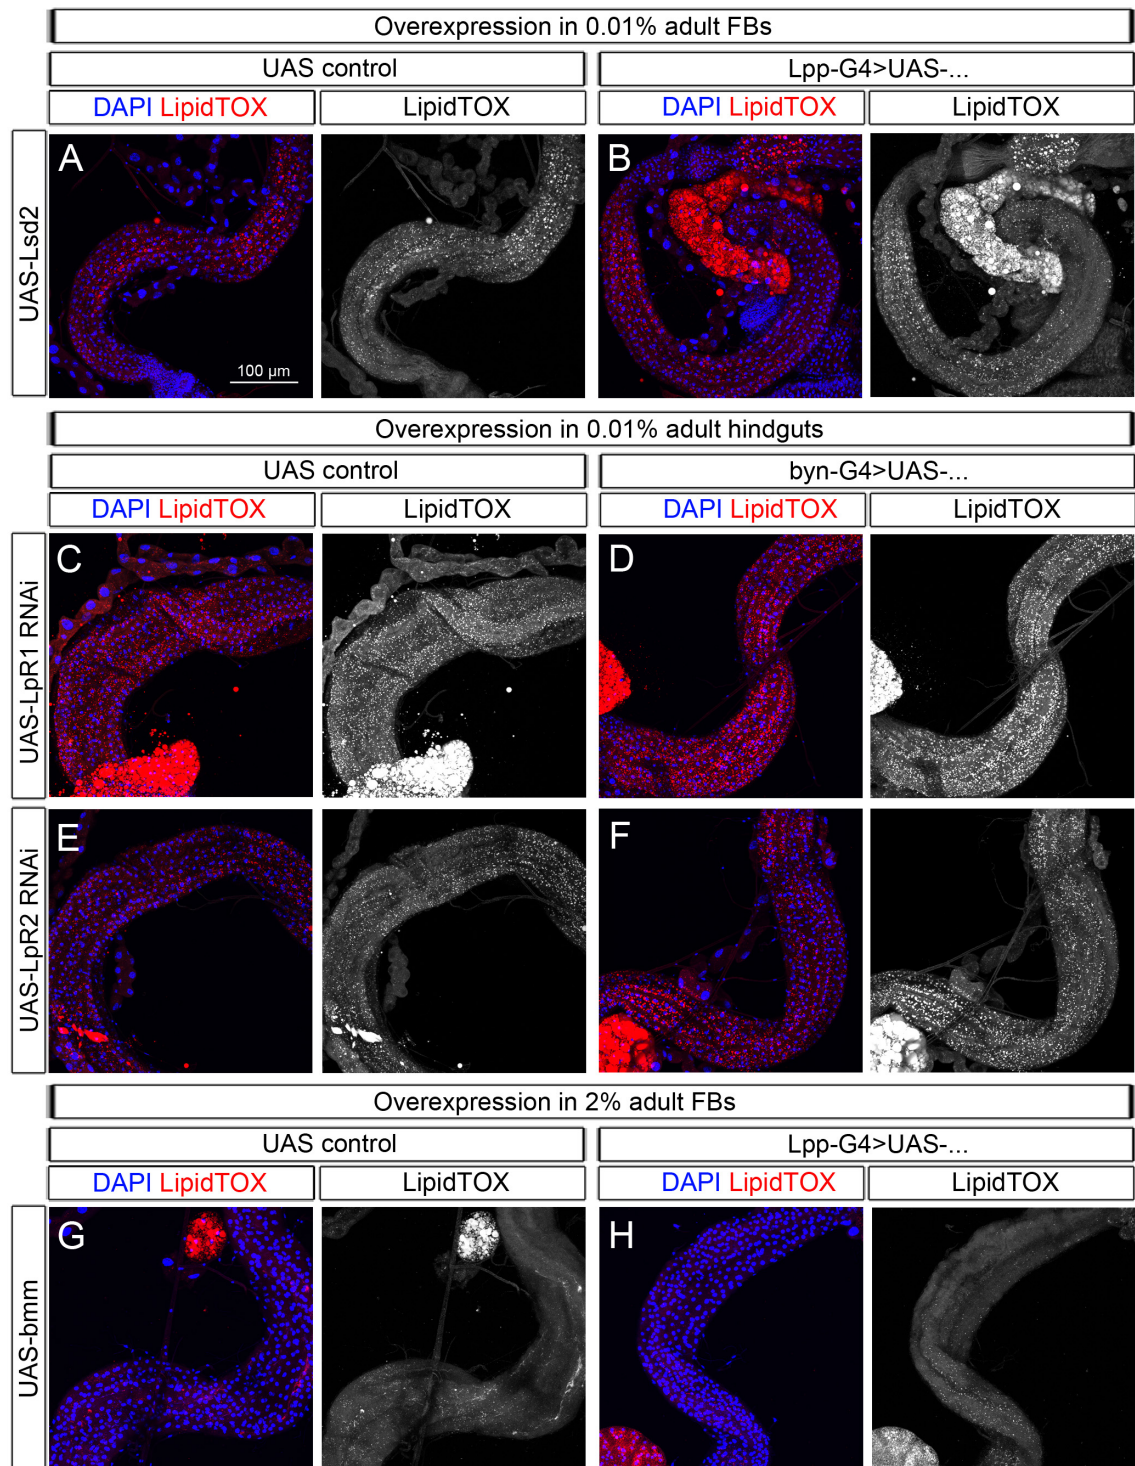 Overexpression in 0.01% adult FBs
UAS control
Lpp-G4>UAS-...
DAPI LipidTOX
LipidTOX
DAPI LipidTOX
LipidTOX
UAS-Lsd2
A
B
100 µm
Overexpression in 0.01% adult hindguts
UAS control
byn-G4>UAS-...
DAPI LipidTOX
LipidTOX
DAPI LipidTOX
LipidTOX
UAS-LpR1 RNAi
C
D
UAS-LpR2 RNAi
E
F
Overexpression in 2% adult FBs
UAS control
Lpp-G4>UAS-...
DAPI LipidTOX
LipidTOX
DAPI LipidTOX
LipidTOX
UAS-bmm
G
H